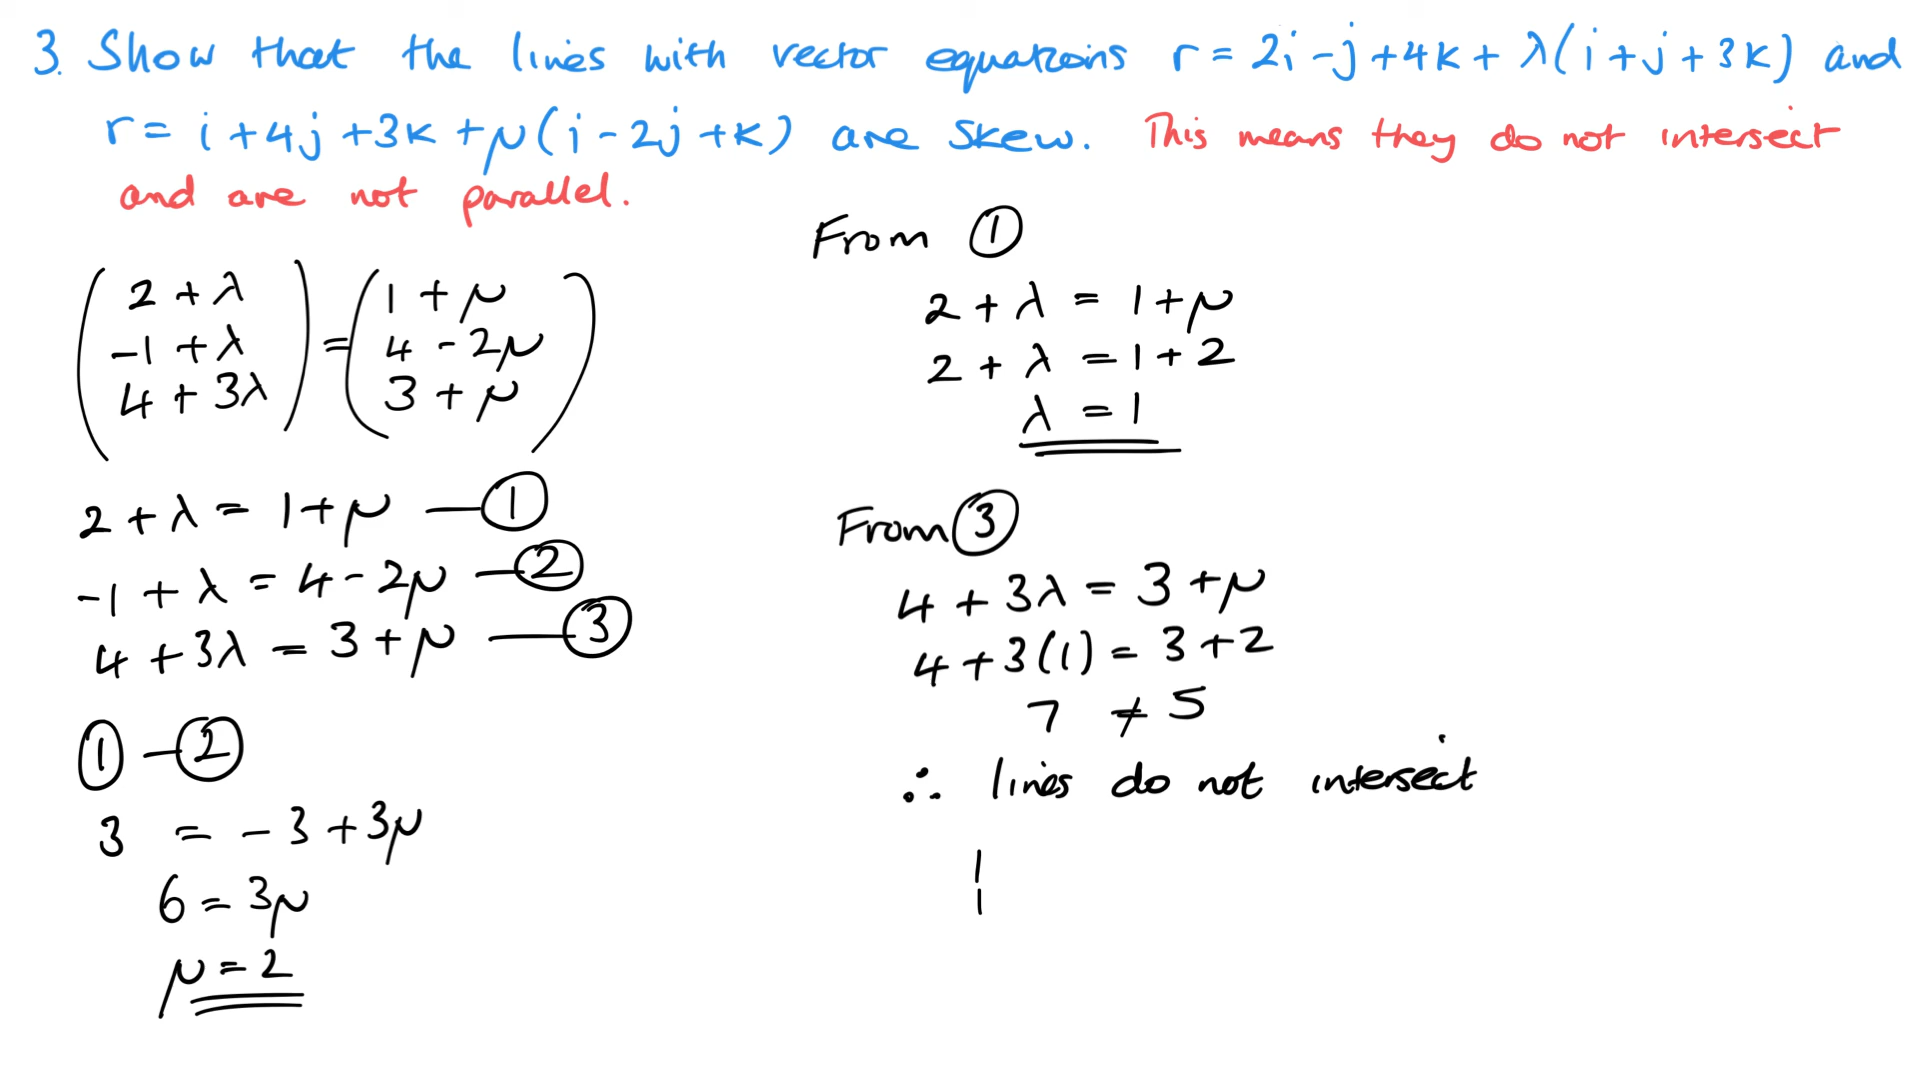 3. Show that the lines with vector equations r = 2i - j + 4k + λ(i + j + 3k) and
r = i + 4j + 3k + μ(i - 2j + k) are skew. This means they do not intersect
and are not parallel.
(2 + λ) = (1 + μ)
(-1 + λ) = (4 - 2μ)
(4 + 3λ) = (3 + μ)
2 + λ = 1 + μ — ①
-1 + λ = 4 - 2μ — ②
4 + 3λ = 3 + μ — ③
① - ②
3 = -3 + 3μ
6 = 3μ
μ = 2
From ①
2 + λ = 1 + μ
2 + λ = 1 + 2
λ = 1
From ③
4 + 3λ = 3 + μ
4 + 3(1) = 3 + 2
7 ≠ 5
∴ lines do not intersect